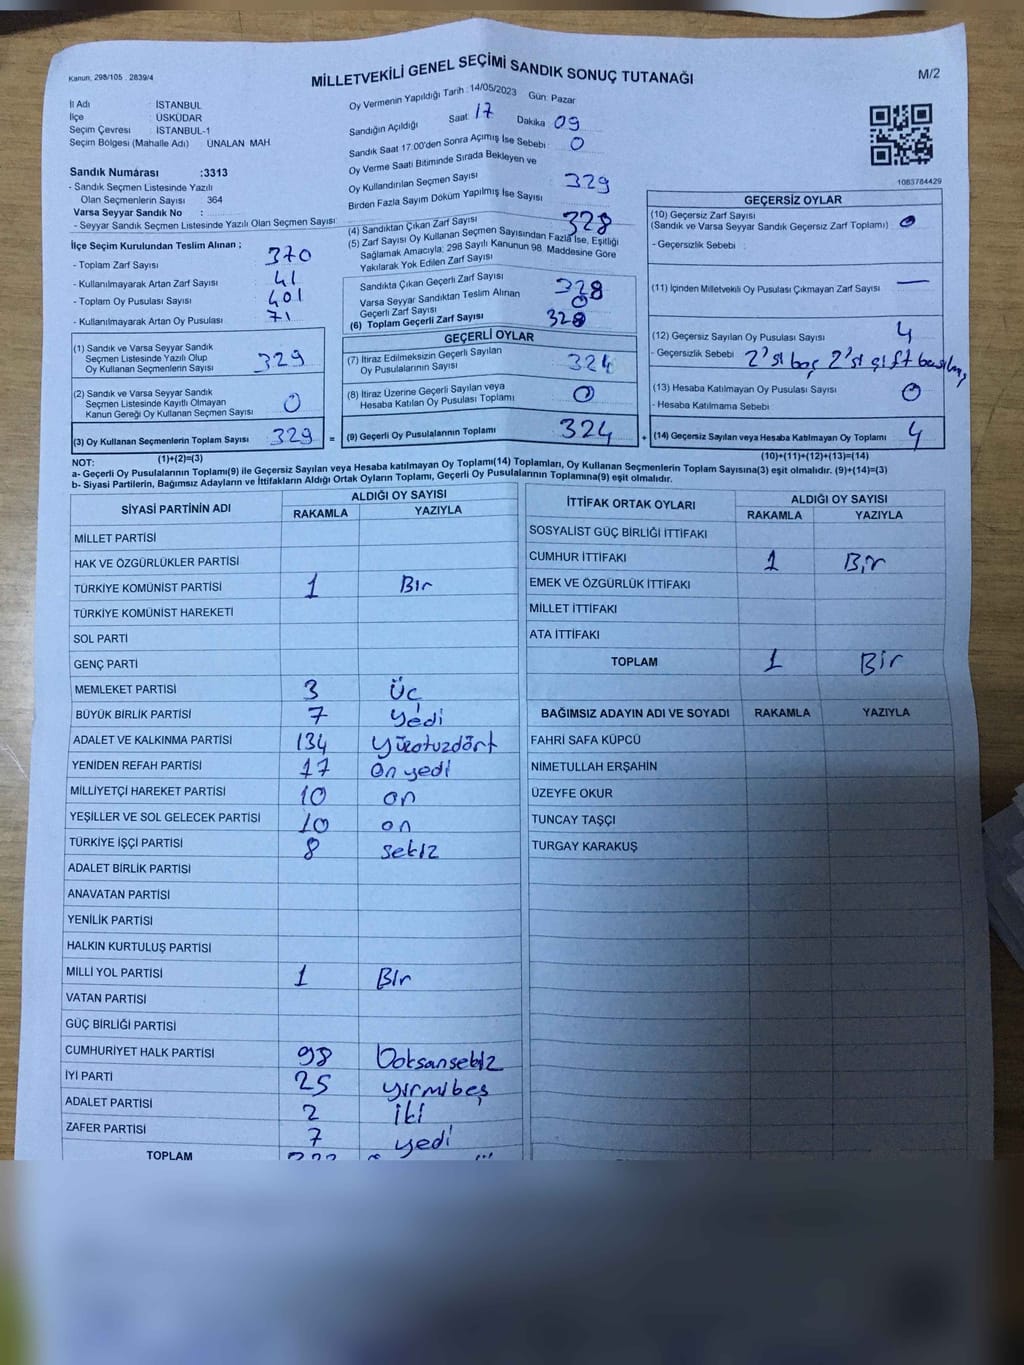 Kanun, 298/105 . 2839/4
MİLLETVEKİLİ GENEL SEÇİMİ SANDIK SONUÇ TUTANAĞI
M/2
İl Adı : İSTANBUL
İlçe : ÜSKÜDAR
Seçim Çevresi : İSTANBUL-1
Seçim Bölgesi (Mahalle Adı) : ÜNALAN MAH
Oy Vermenin Yapıldığı Tarih : 14/05/2023 Gün: Pazar
Sandığın Açıldığı Saat 17 Dakika 09
Sandık Saat 17.00'den Sonra Açımış İse Sebebi 0
Oy Verme Saati Bitiminde Sırada Bekleyen ve
Oy Kullandırılan Seçmen Sayısı 329
Birden Fazla Sayım Döküm Yapılmış İse Sayısı
1083784429
Sandık Numarası :3313
- Sandık Seçmen Listesinde Yazılı
Olan Seçmenlerin Sayısı 364
Varsa Seyyar Sandık No :
- Seyyar Sandık Seçmen Listesinde Yazılı Olan Seçmen Sayısı:
İlçe Seçim Kurulundan Teslim Alınan ;
- Toplam Zarf Sayısı 370
- Kullanılmayarak Artan Zarf Sayısı 41
- Toplam Oy Pusulası Sayısı 401
- Kullanılmayarak Artan Oy Pusulası 71
(1) Sandık ve Varsa Seyyar Sandık
Seçmen Listesinde Yazılı Olup
Oy Kullanan Seçmenlerin Sayısı 329
(2) Sandık ve Varsa Seyyar Sandık
Seçmen Listesinde Kayıtlı Olmayan
Kanun Gereği Oy Kullanan Seçmen Sayısı 0
(3) Oy Kullanan Seçmenlerin Toplam Sayısı 329 =
(1)+(2)=(3)
(4) Sandıktan Çıkan Zarf Sayısı 328
(5) Zarf Sayısı Oy Kullanan Seçmen Sayısından Fazla İse, Eşitliği
Sağlamak Amacıyla; 298 Sayılı Kanunun 98. Maddesine Göre
Yakılarak Yok Edilen Zarf Sayısı
Sandıkta Çıkan Geçerli Zarf Sayısı 328
Varsa Seyyar Sandıktan Teslim Alınan
Geçerli Zarf Sayısı 0
(6) Toplam Geçerli Zarf Sayısı 328
GEÇERLİ OYLAR
(7) İtiraz Edilmeksizin Geçerli Sayılan
Oy Pusulalarının Sayısı 324
(8) İtiraz Üzerine Geçerli Sayılan veya
Hesaba Katılan Oy Pusulası Toplamı 0
(9) Geçerli Oy Pusulalarının Toplamı 324 +
GEÇERSİZ OYLAR
(10) Geçersiz Zarf Sayısı
(Sandık ve Varsa Seyyar Sandık Geçersiz Zarf Toplamı) 0
- Geçersizlik Sebebi :
(11) İçinden Milletvekili Oy Pusulası Çıkmayan Zarf Sayısı —
(12) Geçersiz Sayılan Oy Pusulası Sayısı 4
- Geçersizlik Sebebi 2'si boş 2'si çift basılmış
(13) Hesaba Katılmayan Oy Pusulası Sayısı 0
- Hesaba Katılmama Sebebi
(14) Geçersiz Sayılan veya Hesaba Katılmayan Oy Toplamı 4
(10)+(11)+(12)+(13)=(14)
NOT:
a- Geçerli Oy Pusulalarının Toplamı(9) ile Geçersiz Sayılan veya Hesaba katılmayan Oy Toplamı(14) Toplamları, Oy Kullanan Seçmenlerin Toplam Sayısına(3) eşit olmalıdır. (9)+(14)=(3)
b- Siyasi Partilerin, Bağımsız Adayların ve İttifakların Aldığı Ortak Oyların Toplamı, Geçerli Oy Pusulalarının Toplamına(9) eşit olmalıdır.
SİYASİ PARTİNİN ADI ALDIĞI OY SAYISI
RAKAMLA YAZIYLA
MİLLET PARTİSİ
HAK VE ÖZGÜRLÜKLER PARTİSİ
TÜRKİYE KOMÜNİST PARTİSİ 1 Bir
TÜRKİYE KOMÜNİST HAREKETİ
SOL PARTİ
GENÇ PARTİ
MEMLEKET PARTİSİ 3 üç
BÜYÜK BİRLİK PARTİSİ 7 yedi
ADALET VE KALKINMA PARTİSİ 134 yüzotuzdört
YENİDEN REFAH PARTİSİ 17 on yedi
MİLLİYETÇİ HAREKET PARTİSİ 10 on
YEŞİLLER VE SOL GELECEK PARTİSİ 10 on
TÜRKİYE İŞÇİ PARTİSİ 8 sekiz
ADALET BİRLİK PARTİSİ
ANAVATAN PARTİSİ
YENİLİK PARTİSİ
HALKIN KURTULUŞ PARTİSİ
MİLLİ YOL PARTİSİ 1 Bir
VATAN PARTİSİ
GÜÇ BİRLİĞİ PARTİSİ
CUMHURİYET HALK PARTİSİ 98 Doksansekiz
İYİ PARTİ 25 yirmibeş
ADALET PARTİSİ 2 iki
ZAFER PARTİSİ 7 yedi
TOPLAM
İTTİFAK ORTAK OYLARI ALDIĞI OY SAYISI
RAKAMLA YAZIYLA
SOSYALİST GÜÇ BİRLİĞİ İTTİFAKI
CUMHUR İTTİFAKI 1 Bir
EMEK VE ÖZGÜRLÜK İTTİFAKI
MİLLET İTTİFAKI
ATA İTTİFAKI
TOPLAM 1 Bir
BAĞIMSIZ ADAYIN ADI VE SOYADI RAKAMLA YAZIYLA
FAHRİ SAFA KÜPCÜ
NİMETULLAH ERŞAHİN
ÜZEYFE OKUR
TUNCAY TAŞÇI
TURGAY KARAKUŞ